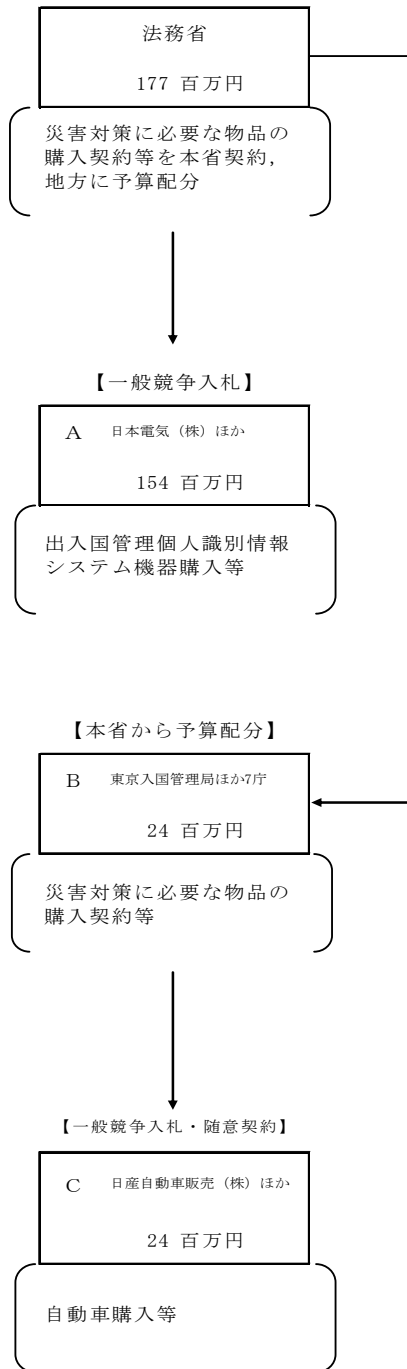 法務省
177 百万円
災害対策に必要な物品の
購入契約等を本省契約,
地方に予算配分
【一般競争入札】
A 日本電気（株）ほか
154 百万円
出入国管理個人識別情報
システム機器購入等
【本省から予算配分】
B 東京入国管理局ほか7庁
24 百万円
災害対策に必要な物品の
購入契約等
【一般競争入札・随意契約】
C 日産自動車販売（株）ほか
24 百万円
自動車購入等